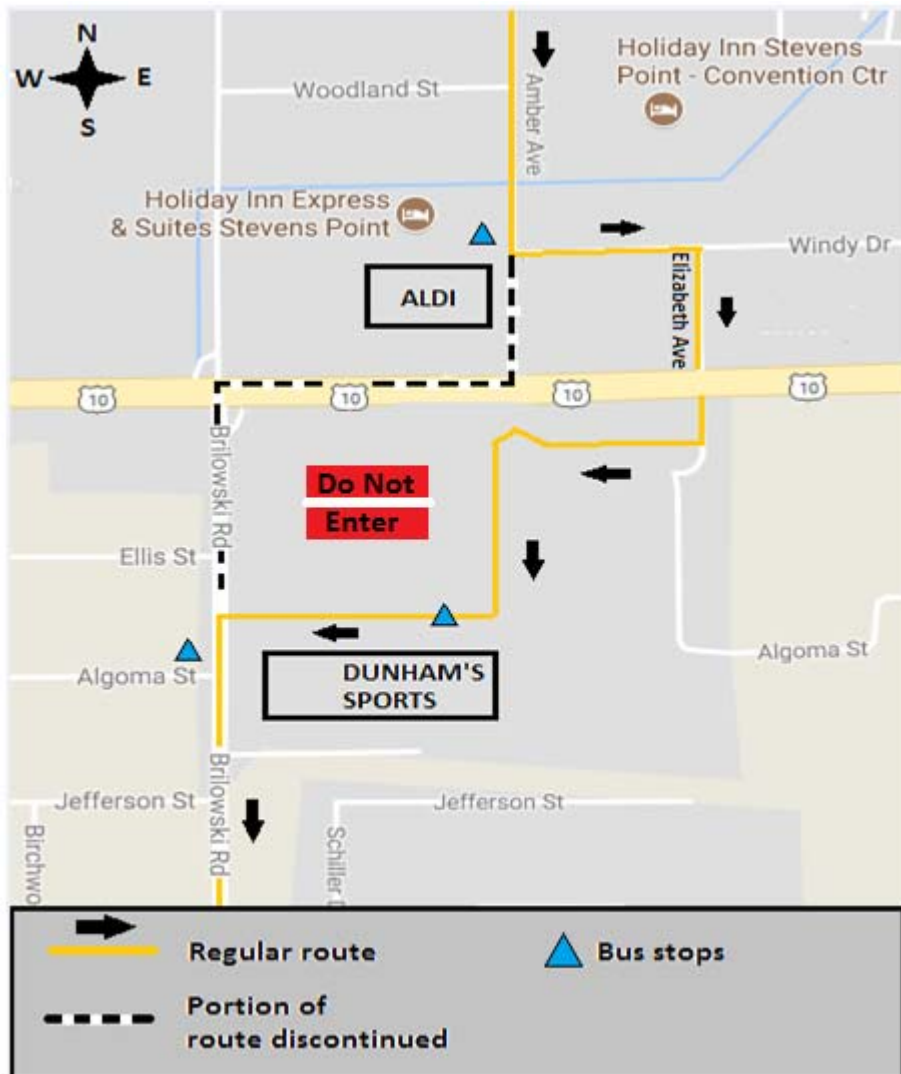 N
W E
S
Woodland St
Amber Ave
Holiday Inn Stevens
Point - Convention Ctr
Holiday Inn Express
& Suites Stevens Point
Windy Dr
ALDI
Elizabeth Ave
10
10
10
10
Brilowski Rd
Do Not
Enter
Ellis St
Algoma St
Algoma St
DUNHAM'S
SPORTS
Brilowski Rd
Jefferson St
Jefferson St
Birchwo
Schiller
Regular route
Bus stops
Portion of
route discontinued